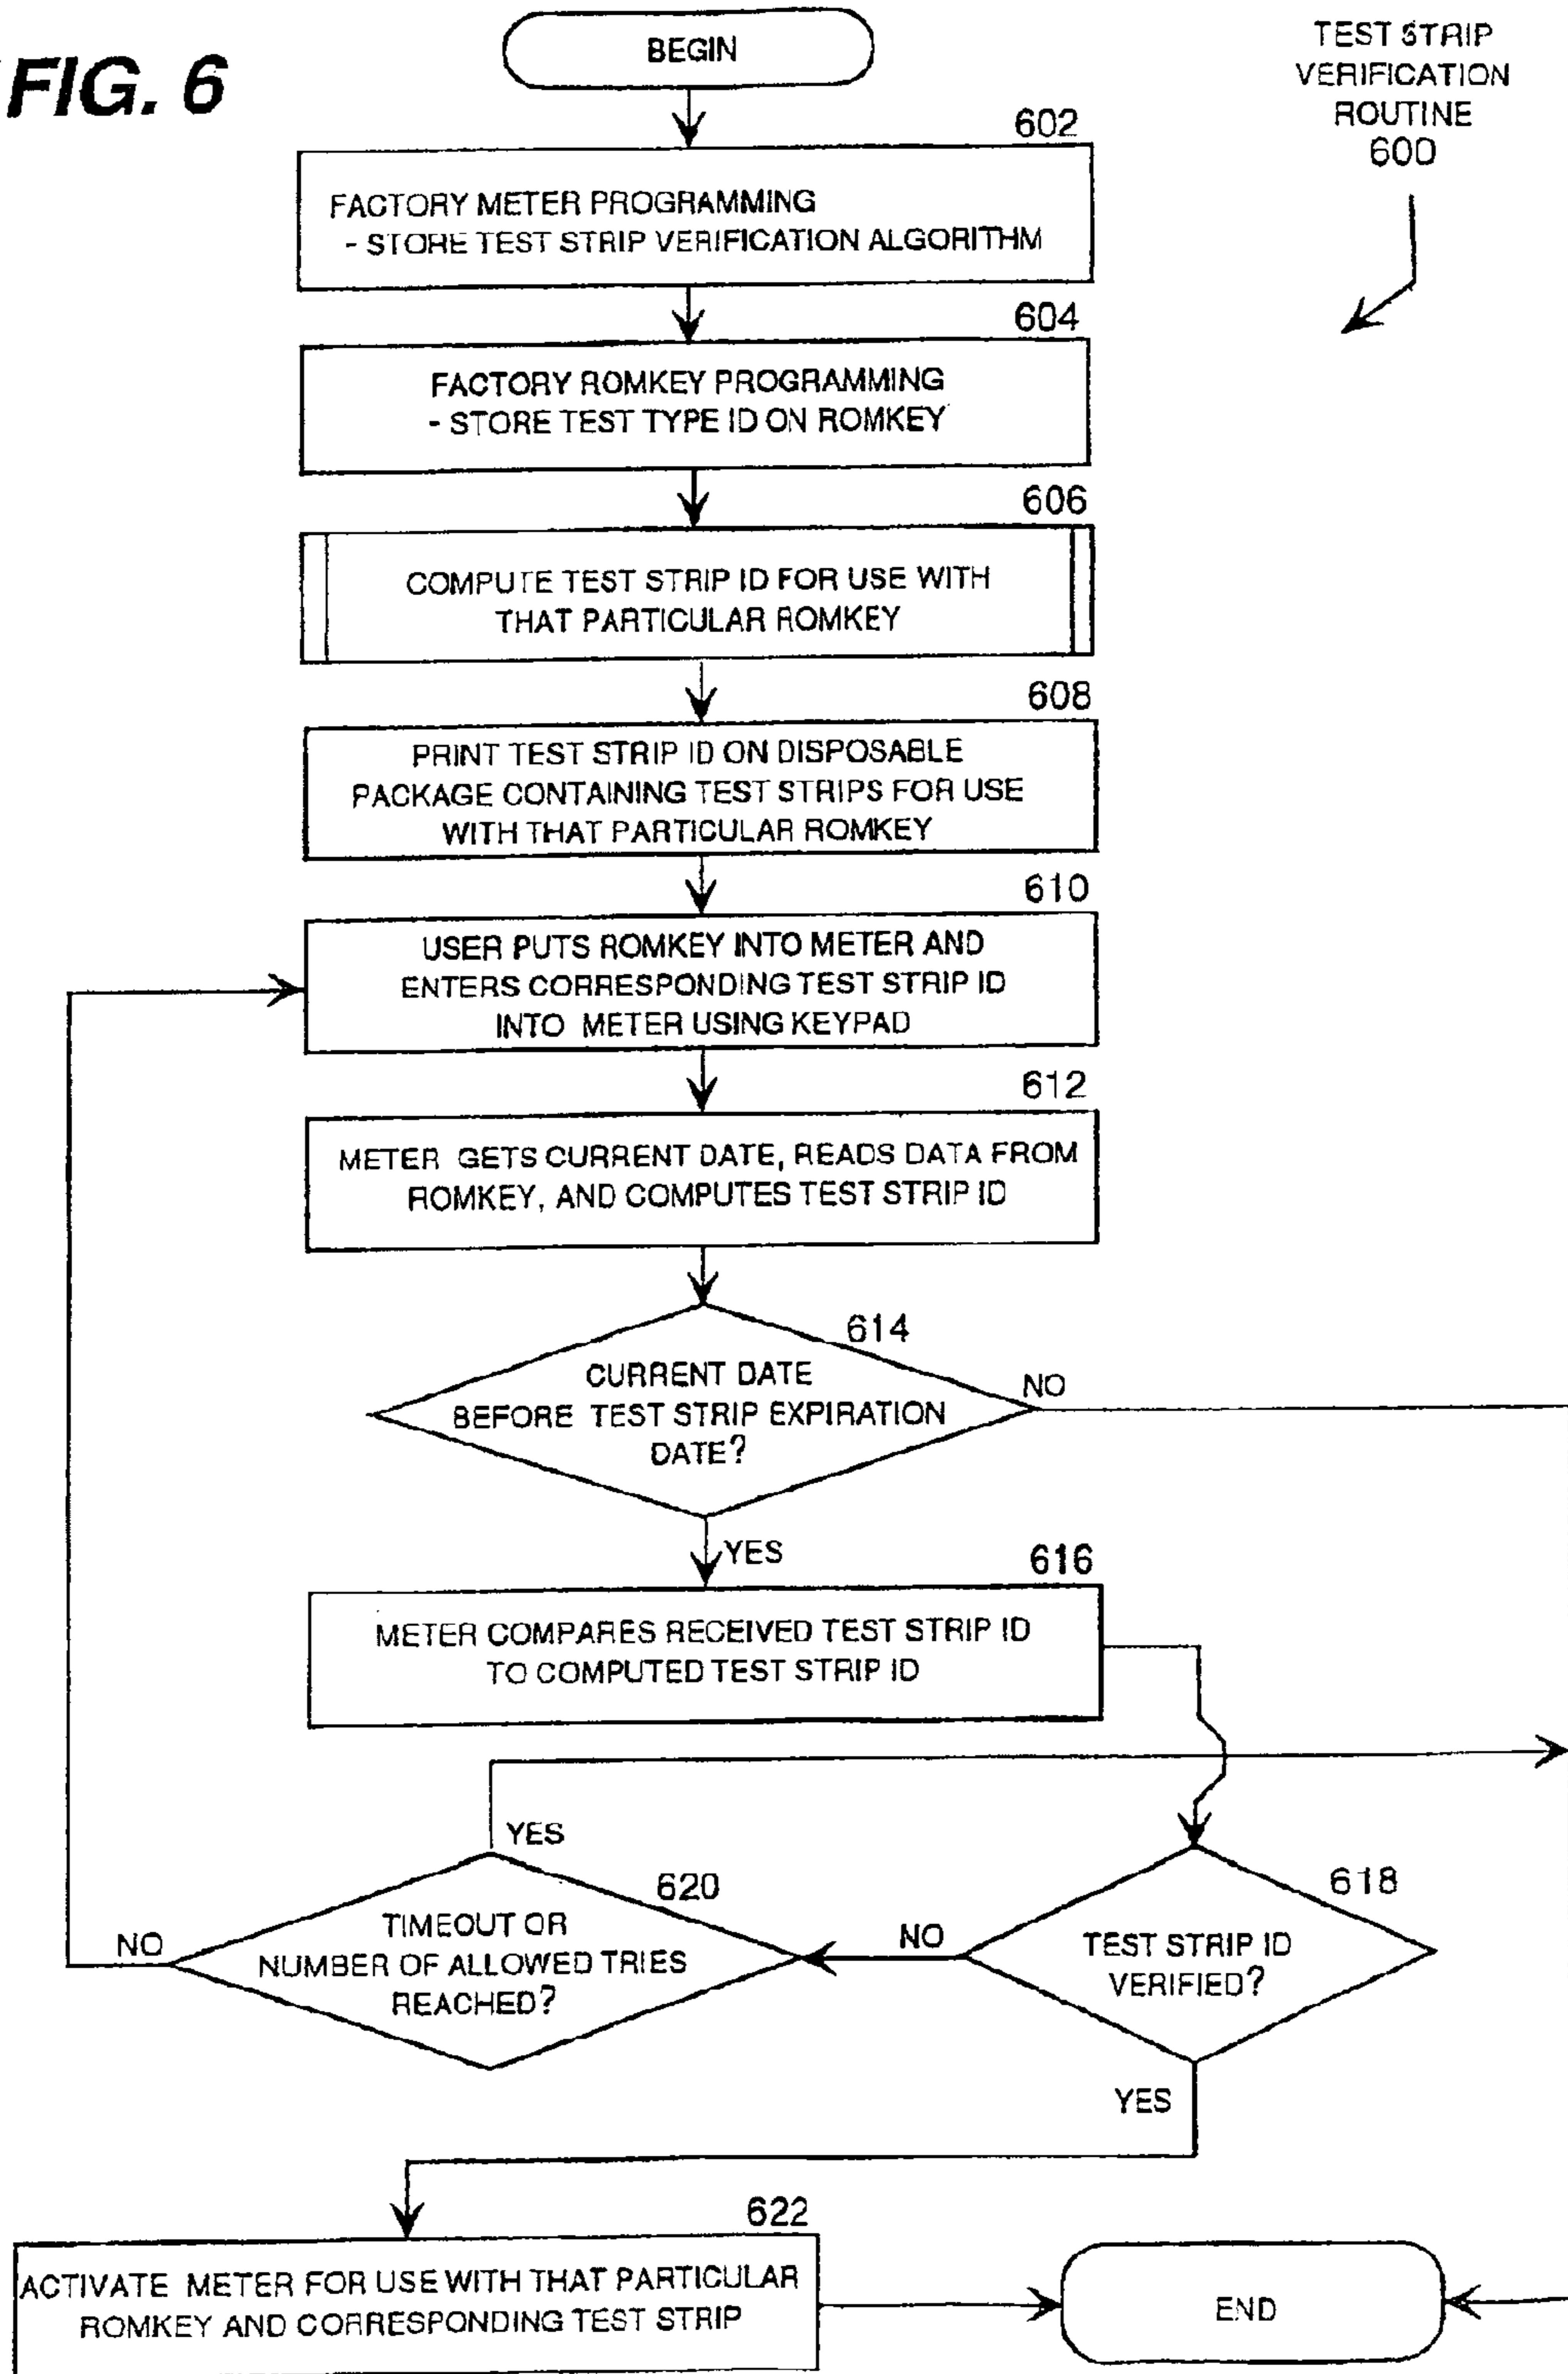 FIG. 6
BEGIN
TEST STRIP
VERIFICATION
ROUTINE
600
602
FACTORY METER PROGRAMMING
- STORE TEST STRIP VERIFICATION ALGORITHM
604
FACTORY ROMKEY PROGRAMMING
- STORE TEST TYPE ID ON ROMKEY
606
COMPUTE TEST STRIP ID FOR USE WITH
THAT PARTICULAR ROMKEY
608
PRINT TEST STRIP ID ON DISPOSABLE
PACKAGE CONTAINING TEST STRIPS FOR USE
WITH THAT PARTICULAR ROMKEY
610
USER PUTS ROMKEY INTO METER AND
ENTERS CORRESPONDING TEST STRIP ID
INTO METER USING KEYPAD
612
METER GETS CURRENT DATE, READS DATA FROM
ROMKEY, AND COMPUTES TEST STRIP ID
614
CURRENT DATE
BEFORE TEST STRIP EXPIRATION
DATE?
NO
YES
616
METER COMPARES RECEIVED TEST STRIP ID
TO COMPUTED TEST STRIP ID
YES
620
TIMEOUT OR
NUMBER OF ALLOWED TRIES
REACHED?
NO
NO
618
TEST STRIP ID
VERIFIED?
YES
622
ACTIVATE METER FOR USE WITH THAT PARTICULAR
ROMKEY AND CORRESPONDING TEST STRIP
END